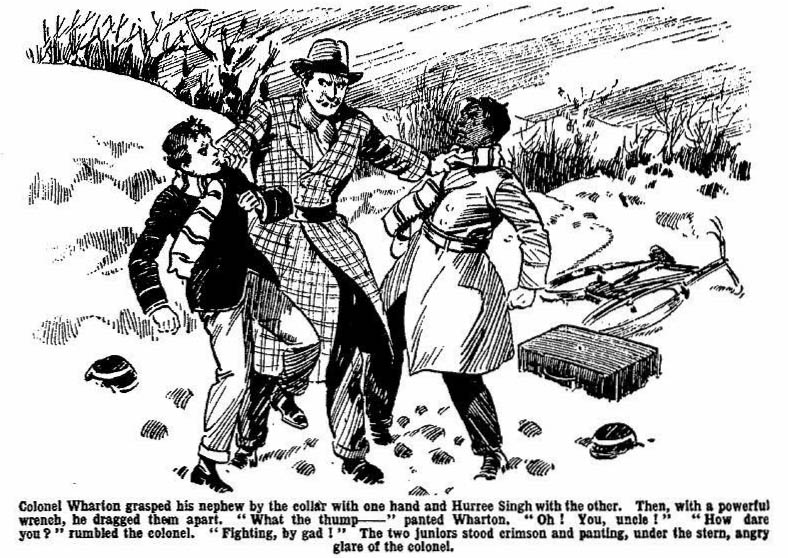 Colonel Wharton grasped his nephew by the collar with one hand and Hurree Singh with the other. Then, with a powerful
wrench, he dragged them apart. " What the thump—— " panted Wharton. " Oh ! You, uncle ! " " How dare
you ? " rumbled the colonel. " Fighting, by gad ! " The two juniors stood crimson and panting, under the stern, angry
glare of the colonel.